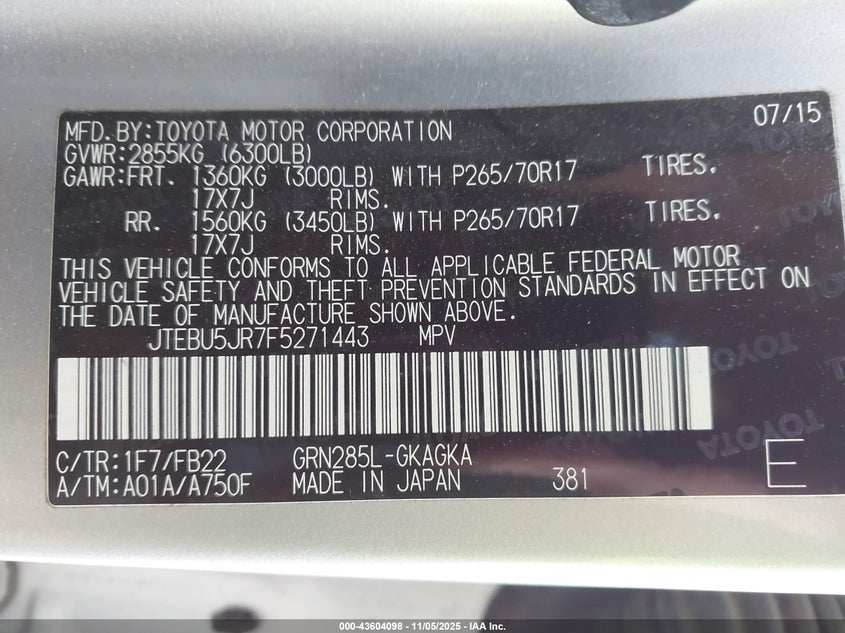 07/15
MFD.BY:TOYOTA MOTOR CORPORATION
GVWR:2855KG (6300LB)
GAWR:FRT. 1360KG (3000LB) WITH P265/70R17 TIRES.
17X7J RIMS.
RR. 1560KG (3450LB) WITH P265/70R17 TIRES.
17X7J RIMS.
THIS VEHICLE CONFORMS TO ALL APPLICABLE FEDERAL MOTOR
VEHICLE SAFETY AND THEFT PREVENTION STANDARDS IN EFFECT ON
THE DATE OF MANUFACTURE SHOWN ABOVE.
JTEBU5JR7F5271443 MPV
C/TR:1F7/FB22 GRN285L-GKAGKA
A/TM:A01A/A750F MADE IN JAPAN 381 E
TOYOTA
TOYOTA
TOYOTA
000-43604098 - 11/05/2025 - IAA Inc.